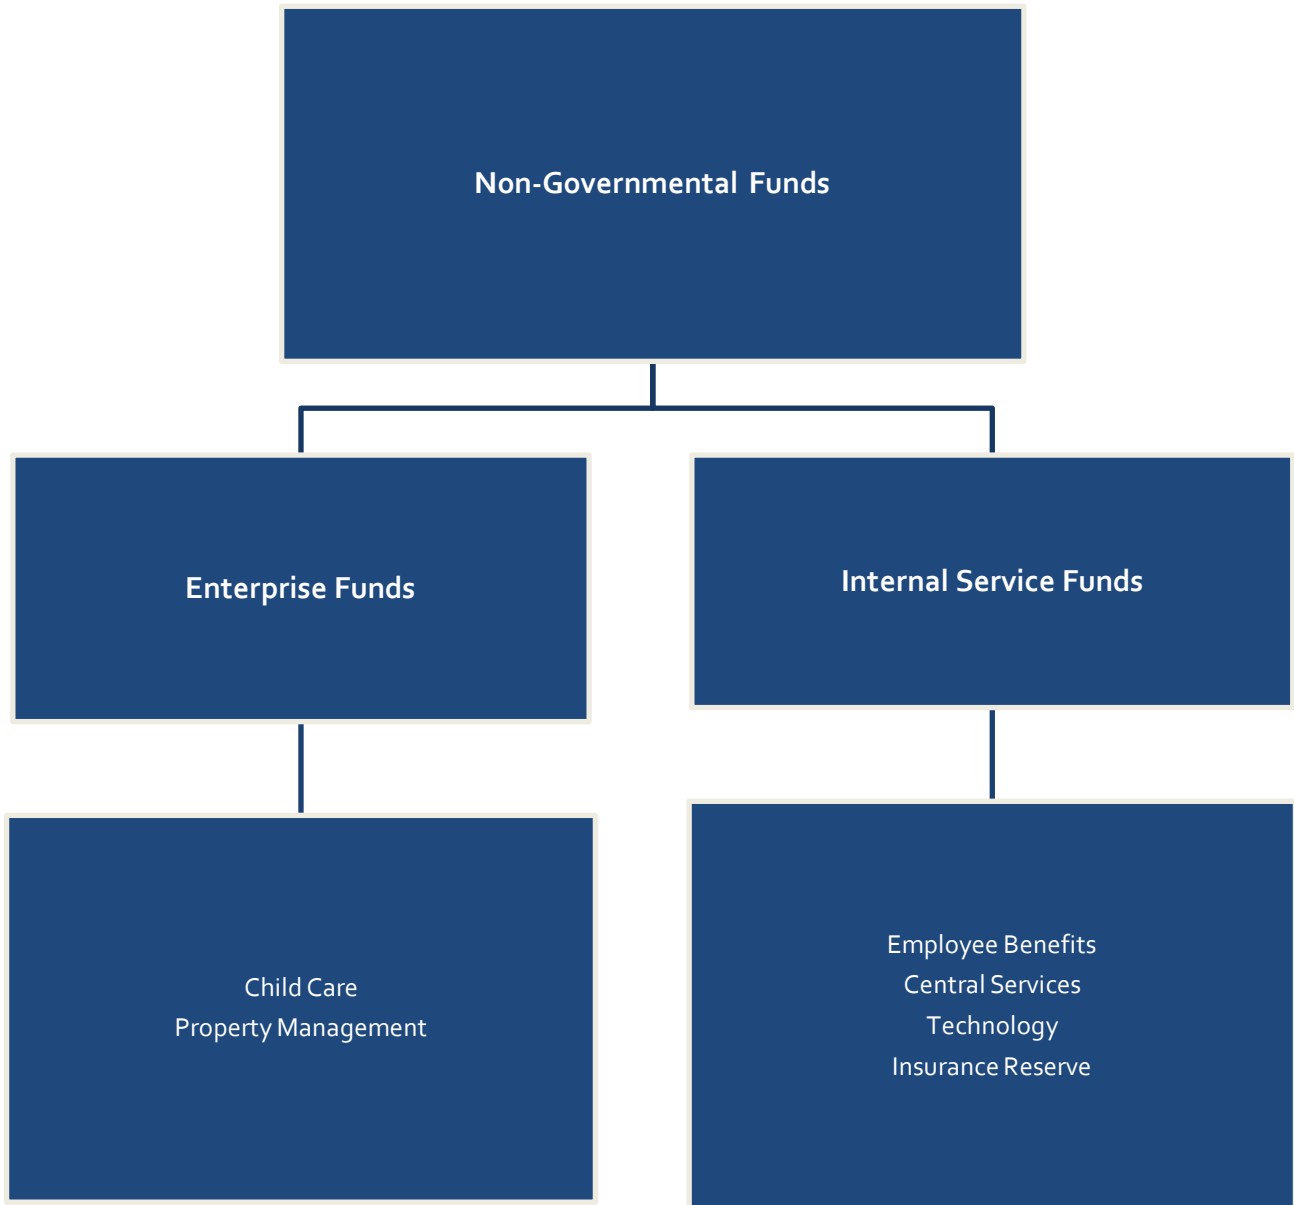 Non-Governmental Funds
Enterprise Funds
Internal Service Funds
Child Care
Property Management
Employee Benefits
Central Services
Technology
Insurance Reserve